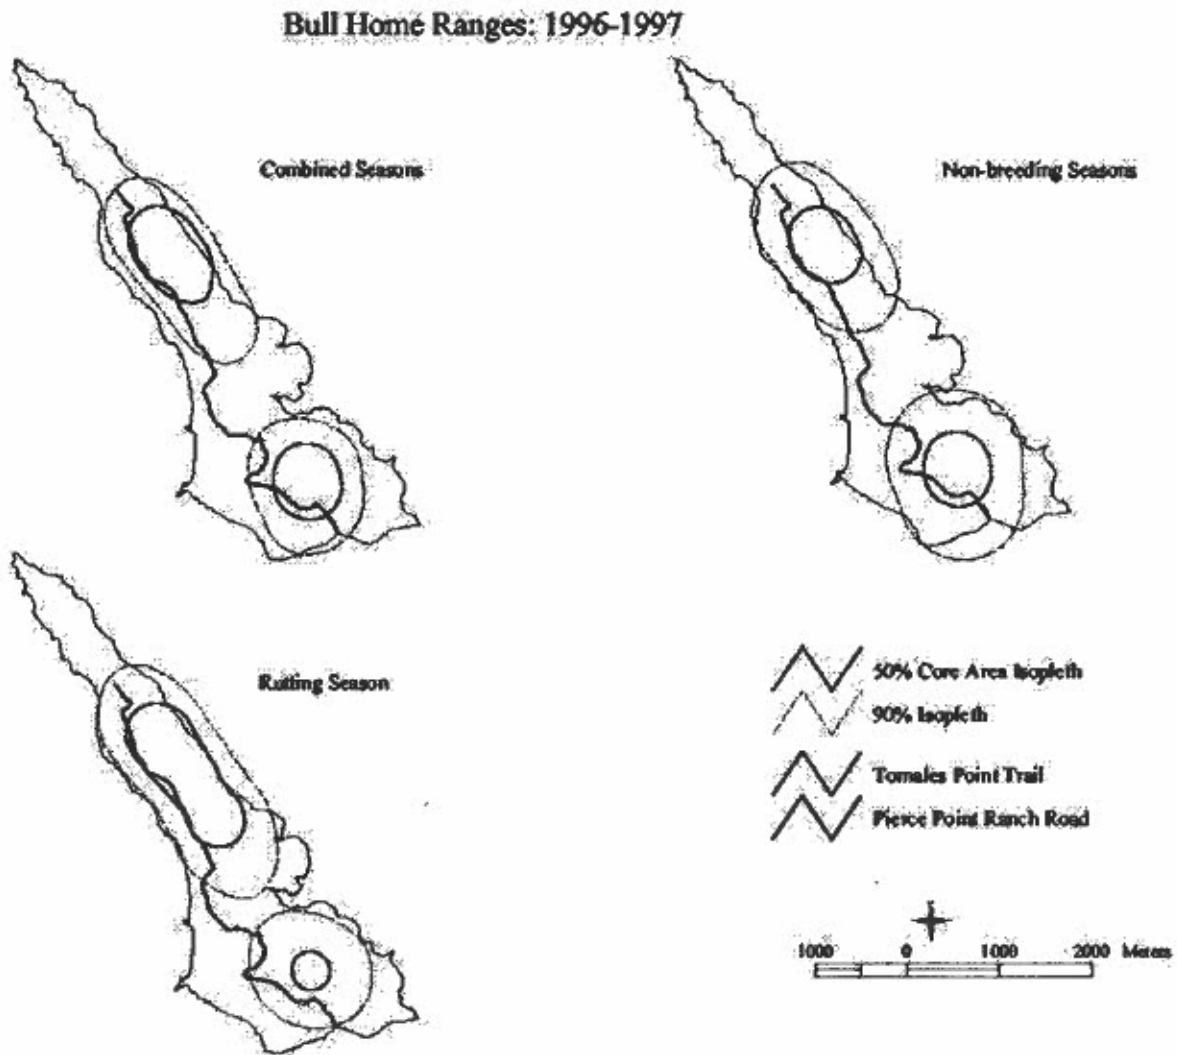 Bull Home Ranges: 1996-1997
Combined Seasons
Non-breeding Seasons
Rutting Season
50% Core Area Isopleth
90% Isopleth
Tomales Point Trail
Pierce Point Ranch Road
1000 0 1000 2000 Meters